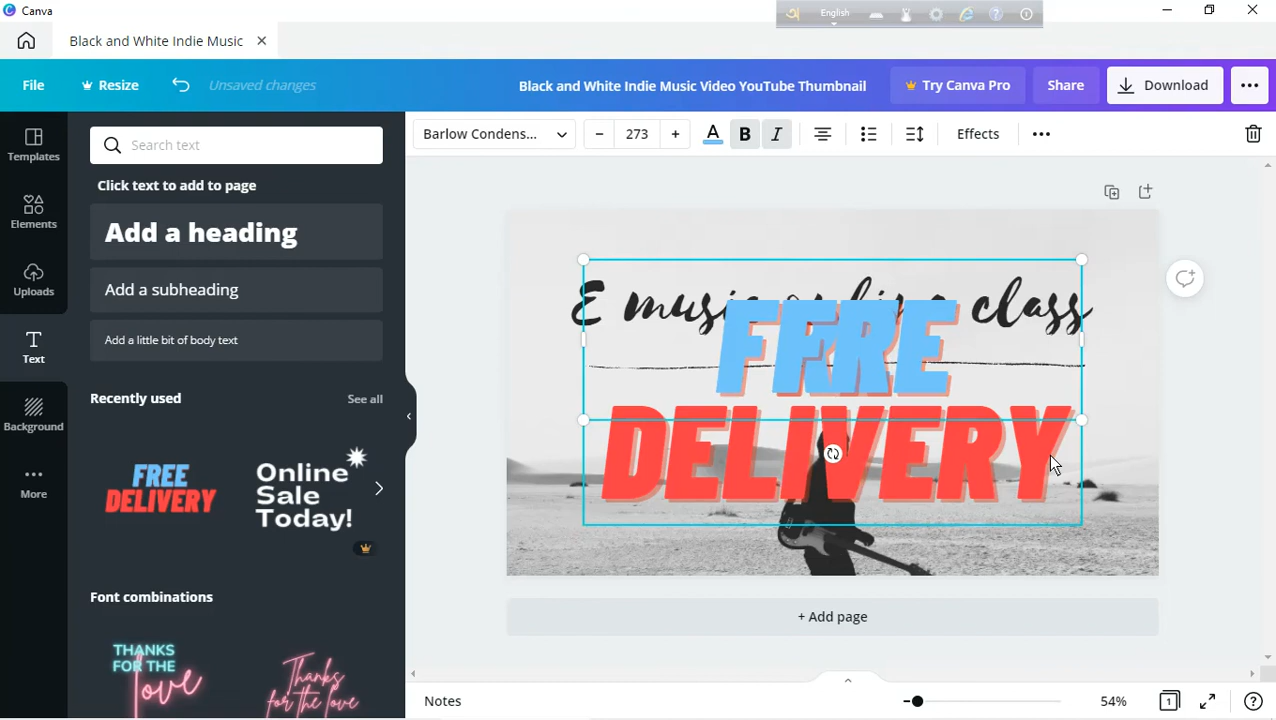 Canva
English
Black and White Indie Music
File
Resize
Unsaved changes
Black and White Indie Music Video YouTube Thumbnail
Try Canva Pro
Share
Download
Templates
Elements
Uploads
Text
Background
More
Search text
Click text to add to page
Add a heading
Add a subheading
Add a little bit of body text
Recently used
See all
FREE
DELIVERY
Online
Sale
Today!
Font combinations
THANKS
FOR THE
love
Thanks
for the love
Barlow Condens...
273
A
B
I
Effects
E music online class
FFRE
DELIVERY
+ Add page
Notes
54%
1